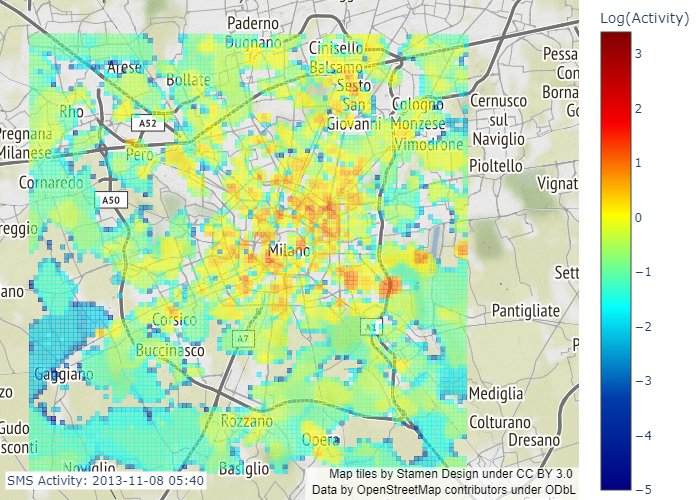 Log(Activity)
3
2
1
0
−1
−2
−3
−4
−5
Paderno
Dugnano
Cinisello
Balsamo
Arese
Bollate
Sesto
San
Giovanni
Rho
A52
Cologno
Monzese
Cernusco
sul
Naviglio
Pessa
Con
Borna
Go
Pregnana
Milanese
Pero
Vimodrone
Pioltello
Cornaredo
A50
Vignat
reggio
Milano
Sett
ano
Corsico
A7
A1
Pantigliate
Buccinasco
P
Gaggiano
zo
Mediglia
Rozzano
Colturano
Gudo
sconti
Opera
Dresano
Noviglio
Basiglio
SMS Activity: 2013-11-08 05:40
Map tiles by Stamen Design under CC BY 3.0
Data by OpenStreetMap contributors under ODbL